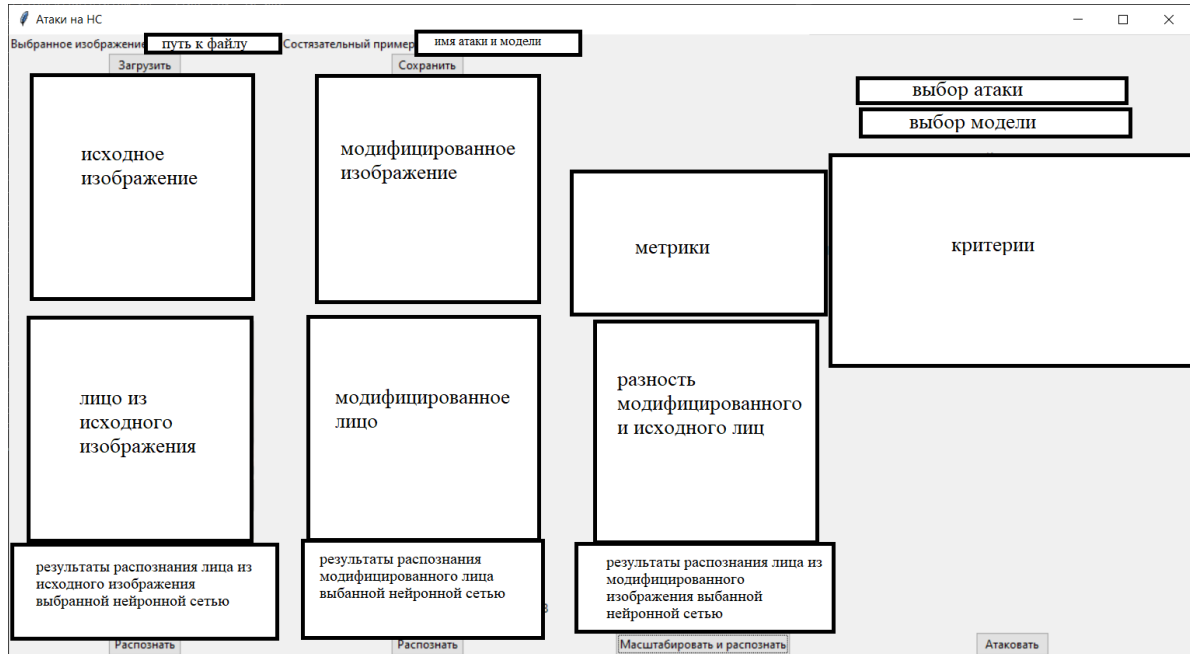 Атаки на НС
Выбранное изображение
путь к файлу
Состязательный пример
имя атаки и модели
Загрузить
Сохранить
выбор атаки
выбор модели
исходное
изображение
модифицированное
изображение
метрики
критерии
лицо из
исходного
изображения
модифицированное
лицо
разность
модифицированного
и исходного лиц
результаты распознания лица из
исходного изображения
выбранной нейронной сетью
результаты распознания
модифицированного лица
выбанной нейронной сетью
результаты распознания лица из
модифицированного
изображения выбанной
нейронной сетью
Распознать
Распознать
Масштабировать и распознать
Атаковать